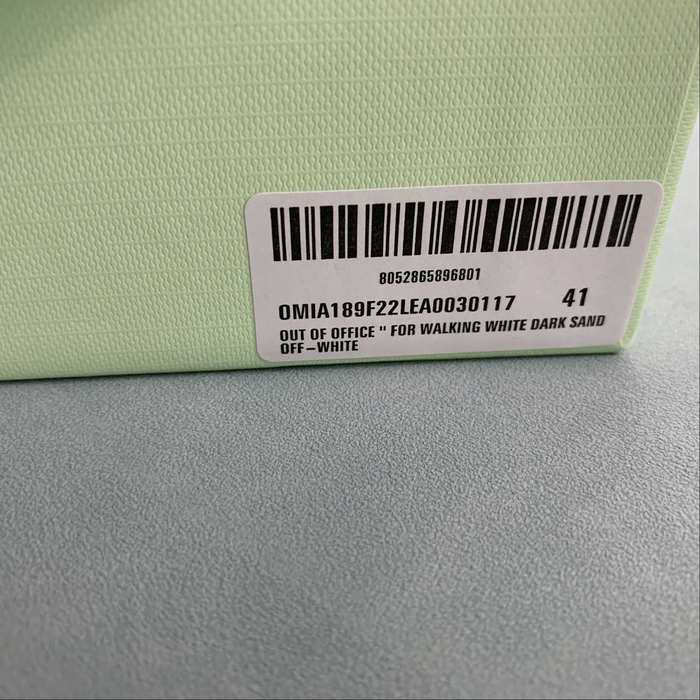 8052865896801
OMIA189F22LEA0030117 41
OUT OF OFFICE " FOR WALKING WHITE DARK SAND
OFF-WHITE